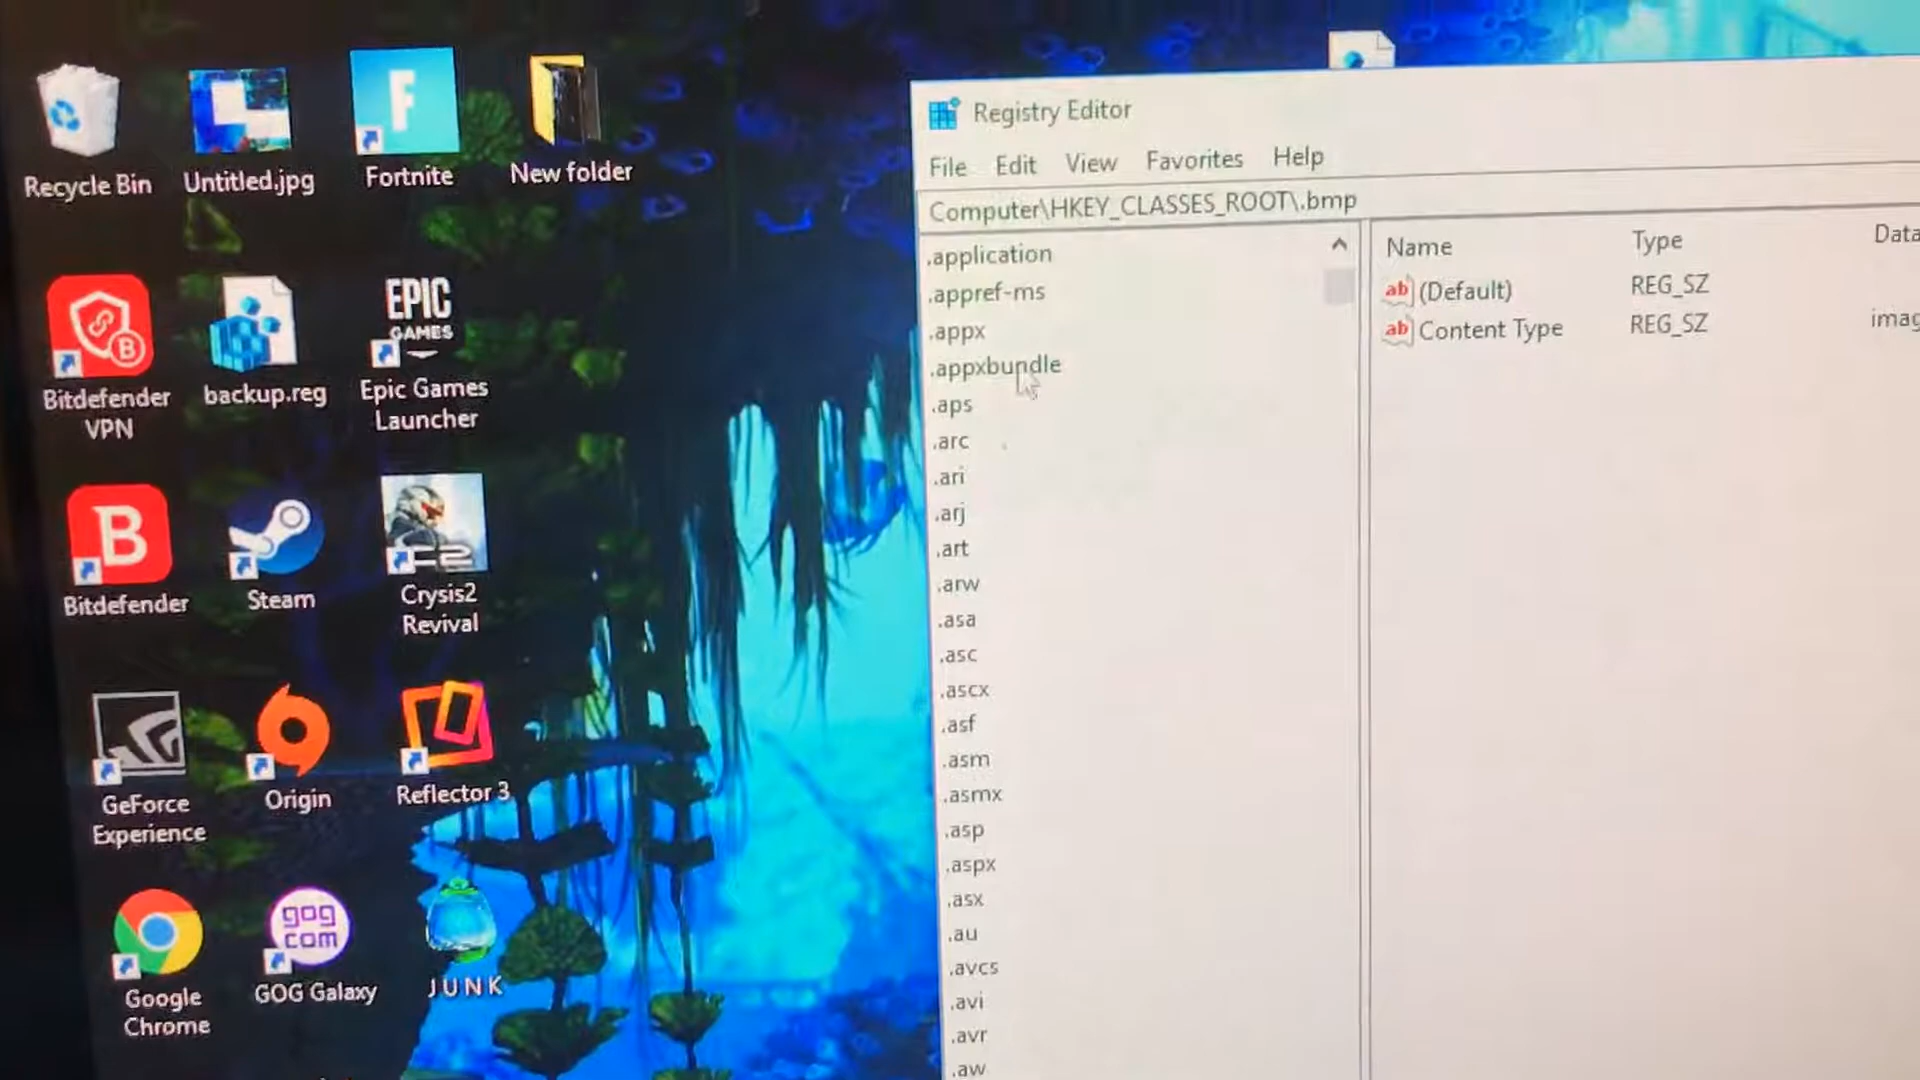 Recycle Bin
Untitled.jpg
F
Fortnite
New folder
Bitdefender
VPN
backup.reg
EPIC
GAMES
Epic Games
Launcher
B
Bitdefender
Steam
Crysis2
Revival
GeForce
Experience
Origin
Reflector 3
Google
Chrome
gog
com
GOG Galaxy
JUNK
Registry Editor
File Edit View Favorites Help
Computer\HKEY_CLASSES_ROOT\.bmp
.application
.appref-ms
.appx
.appxbundle
.aps
.arc
.ari
.arj
.art
.arw
.asa
.asc
.ascx
.asf
.asm
.asmx
.asp
.aspx
.asx
.au
.avcs
.avi
.avr
.aw
Name Type Data
ab (Default) REG_SZ
ab Content Type REG_SZ imag